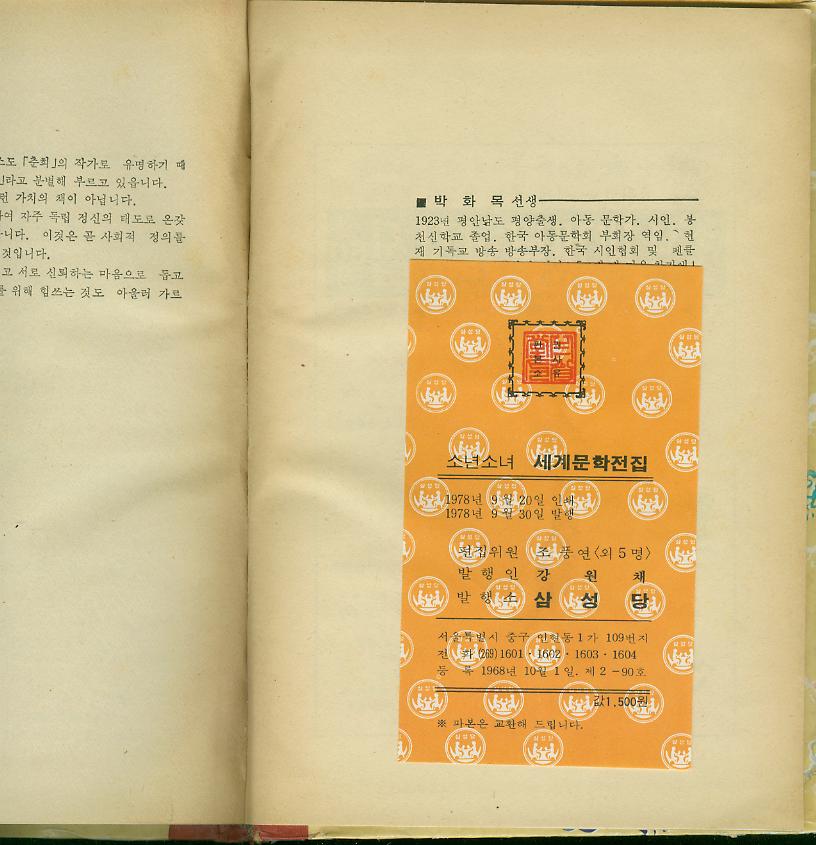 스도 「춘희」의 작가로 유명하기 때
라고 분별해 부르고 있읍니다.
런 가치의 책이 아닙니다.
하여 자주 독립 정신의 태도로 온갖
니다. 이것은 곧 사회적 정의를
것입니다.
고 서로 신뢰하는 마음으로 돕고
를 위해 힘쓰는 것도 아울러 가르
■ 박화목 선생
1923년 평안남도 평양출생. 아동 문학가. 시인. 봉
천신학교 졸업. 한국 아동문학회 부회장 역임. 현
재 기독교 방송 방송부장. 한국 시인협회 및 펜클
삼성당
소년소녀 세계문학전집
1978년 9월 20일 인쇄
1978년 9월 30일 발행
편집위원 조풍연〈외 5명〉
발행인 강원채
발행소 삼성당
서울특별시 중구 인현동 1가 109번지
전화 (269) 1601·1602·1603·1604
등록 1968년 10월 1일. 제2-90호
값 1,500원
※ 파본은 교환해 드립니다.